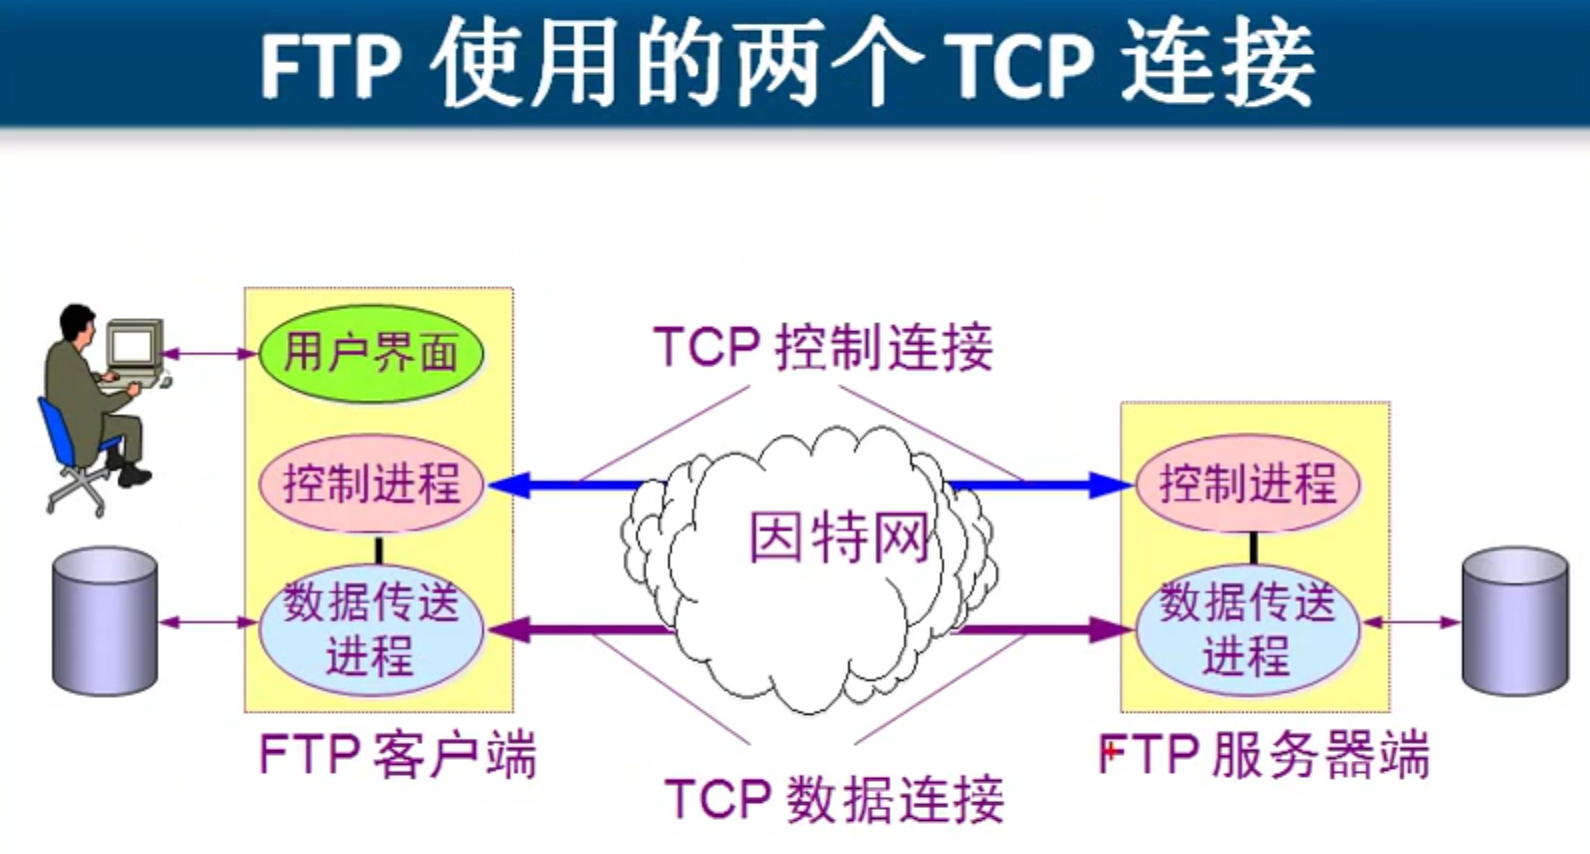 FTP 使用的两个 TCP 连接
用户界面
TCP 控制连接
控制进程
控制进程
因特网
数据传送
进程
数据传送
进程
FTP 客户端
FTP 服务器端
TCP 数据连接